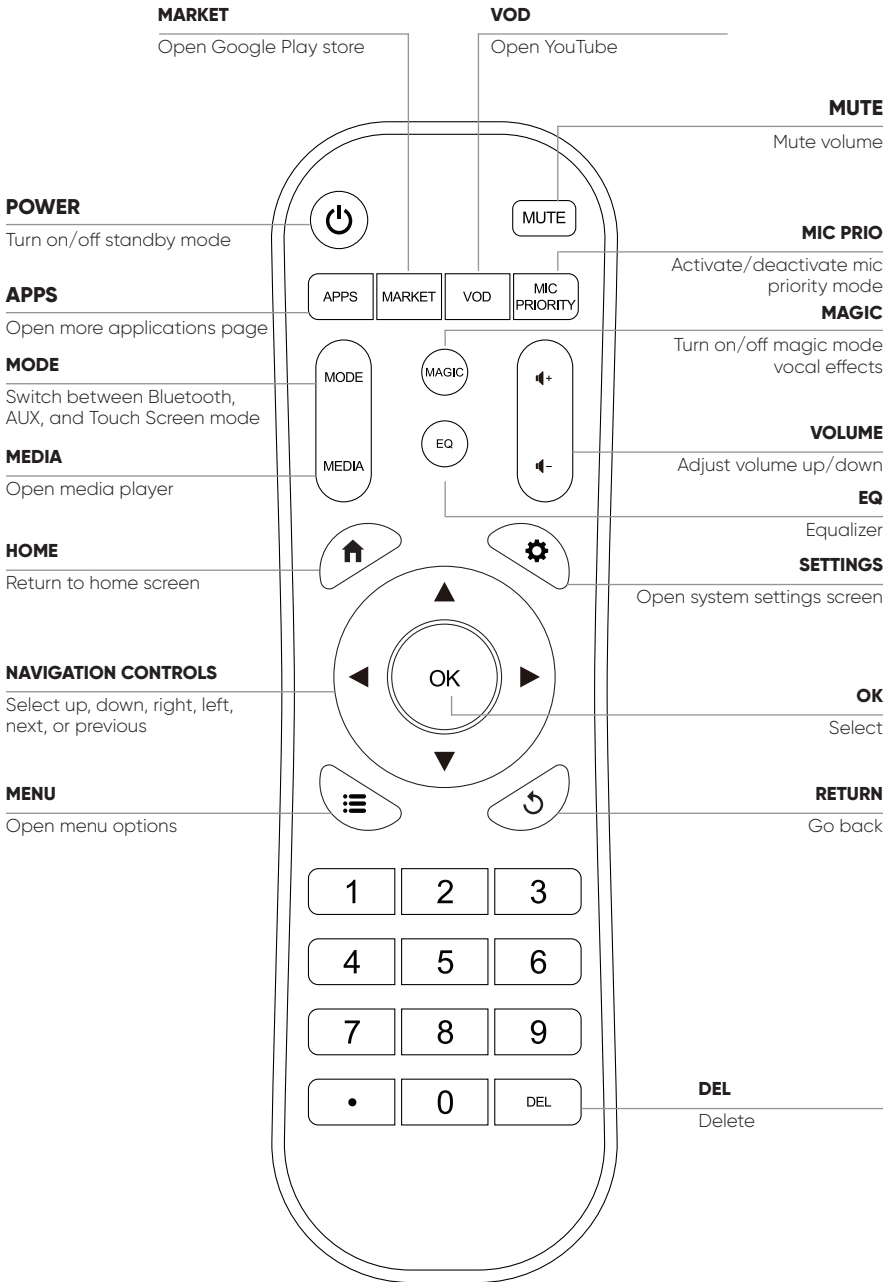 MARKET
Open Google Play store
VOD
Open YouTube
MUTE
Mute volume
POWER
Turn on/off standby mode
MUTE
MIC PRIO
Activate/deactivate mic
priority mode
APPS
Open more applications page
APPS
MARKET
VOD
MIC
PRIORITY
MAGIC
Turn on/off magic mode
vocal effects
MODE
Switch between Bluetooth,
AUX, and Touch Screen mode
MODE
MAGIC
+
VOLUME
Adjust volume up/down
MEDIA
Open media player
EQ
MEDIA
-
EQ
Equalizer
HOME
Return to home screen
SETTINGS
Open system settings screen
NAVIGATION CONTROLS
Select up, down, right, left,
next, or previous
OK
OK
Select
MENU
Open menu options
RETURN
Go back
1 2 3
4 5 6
7 8 9
• 0 DEL
DEL
Delete